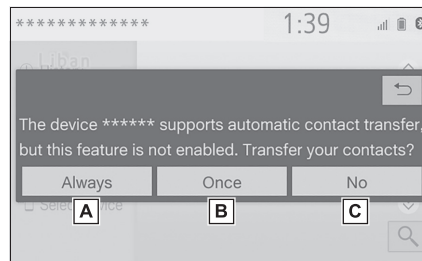 *************
1:39
The device ****** supports automatic contact transfer,
but this feature is not enabled. Transfer your contacts?
Always
Once
No
A
B
C